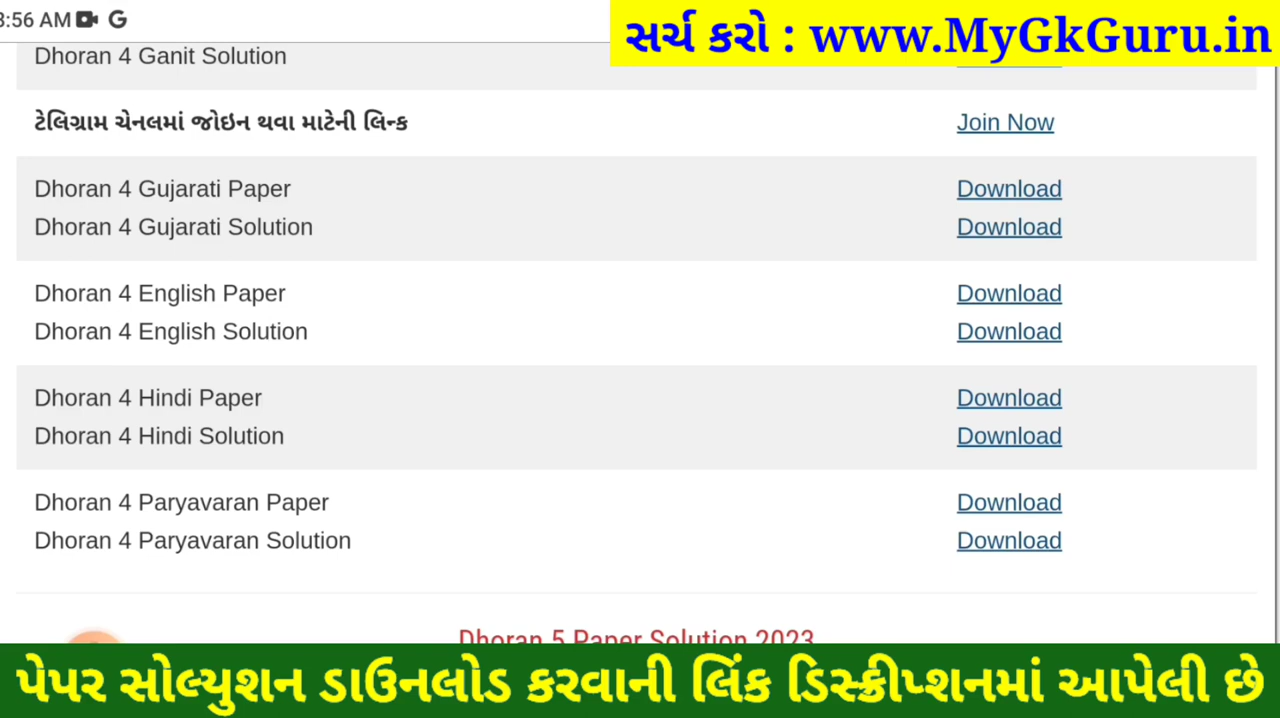 3:56 AM G
સર્ચ કરો : www.MyGkGuru.in
Dhoran 4 Ganit Solution
ટેલિગ્રામ ચેનલમાં જોઇન થવા માટેની લિન્ક Join Now
Dhoran 4 Gujarati Paper Download
Dhoran 4 Gujarati Solution Download
Dhoran 4 English Paper Download
Dhoran 4 English Solution Download
Dhoran 4 Hindi Paper Download
Dhoran 4 Hindi Solution Download
Dhoran 4 Paryavaran Paper Download
Dhoran 4 Paryavaran Solution Download
Dhoran 5 Paper Solution 2023
પેપર સોલ્યુશન ડાઉનલોડ કરવાની લિંક ડિસ્ક્રીપ્શનમાં આપેલી છે